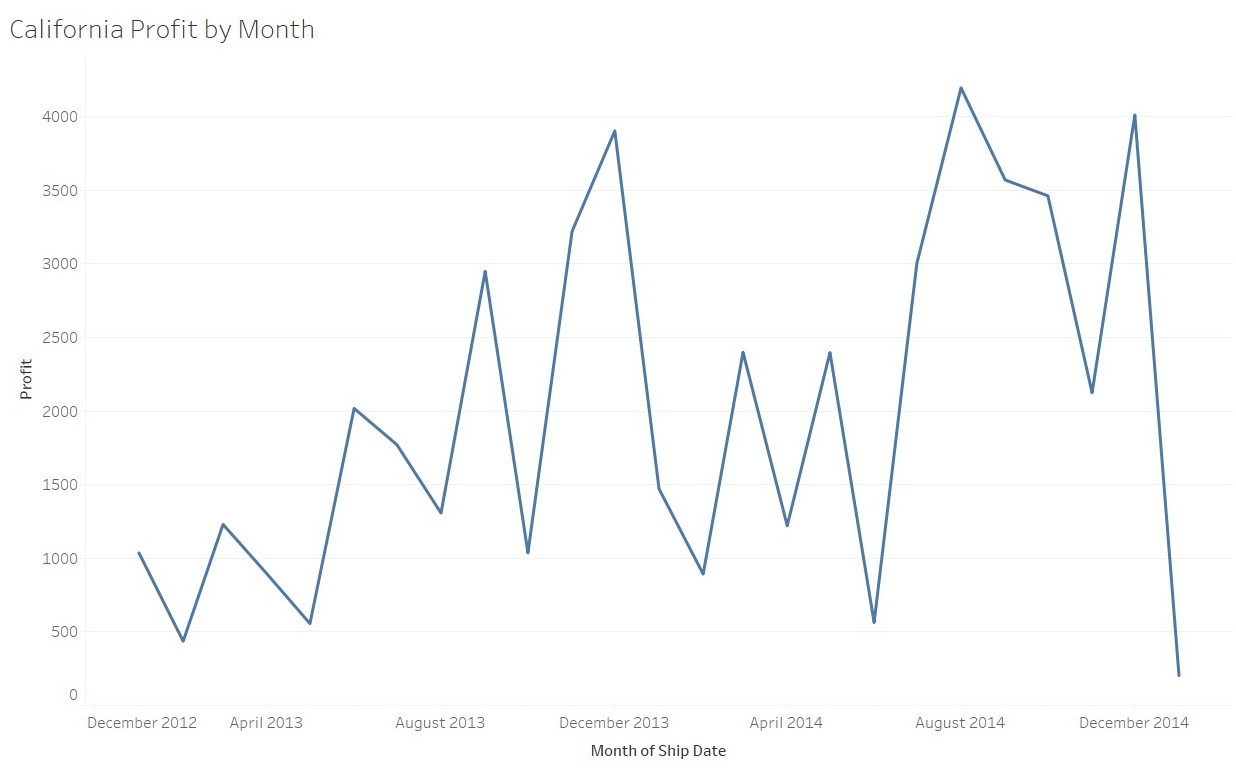 California Profit by Month
4000
3500
3000
2500
2000
1500
1000
500
0
Profit
December 2012 April 2013 August 2013 December 2013 April 2014 August 2014 December 2014
Month of Ship Date